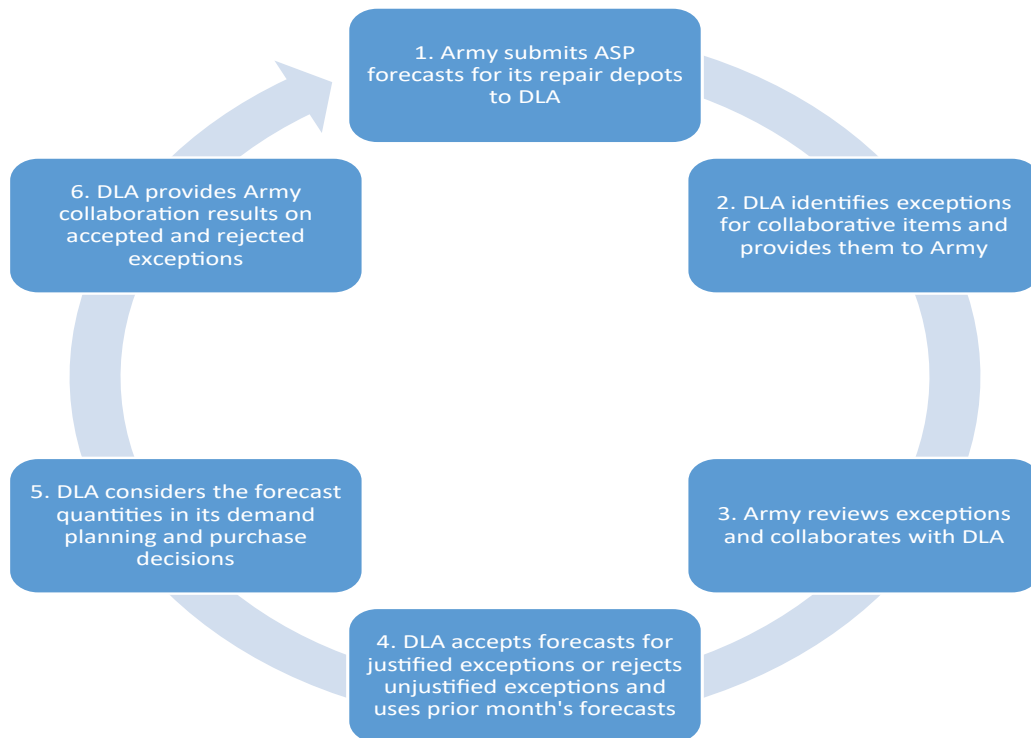 1. Army submits ASP
forecasts for its repair depots
to DLA
2. DLA identifies exceptions
for collaborative items and
provides them to Army
3. Army reviews exceptions
and collaborates with DLA
4. DLA accepts forecasts for
justified exceptions or rejects
unjustified exceptions and
uses prior month's forecasts
5. DLA considers the forecast
quantities in its demand
planning and purchase
decisions
6. DLA provides Army
collaboration results on
accepted and rejected
exceptions